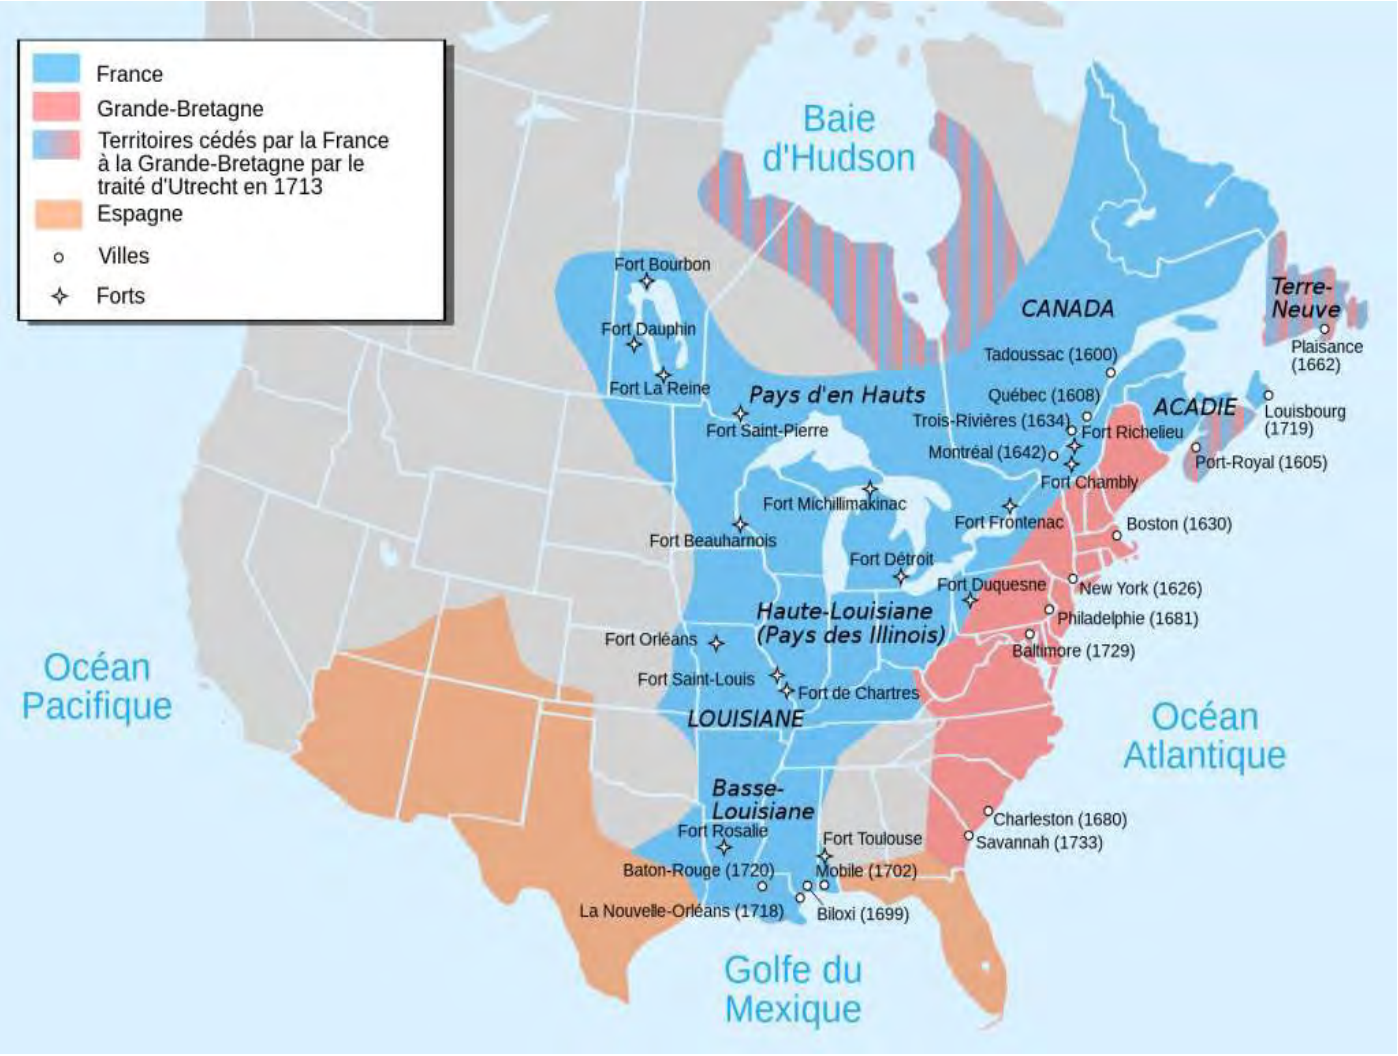 France
Grande-Bretagne
Territoires cédés par la France
à la Grande-Bretagne par le
traité d'Utrecht en 1713
Espagne
Villes
Forts
Baie
d'Hudson
Fort Bourbon
Fort Dauphin
Fort La Reine
CANADA
Terre-
Neuve
Plaisance
(1662)
Tadoussac (1600)
Pays d'en Hauts
Québec (1608)
ACADIE
Louisbourg
(1719)
Trois-Rivières (1634)
Fort Richelieu
Fort Saint-Pierre
Montréal (1642)
Port-Royal (1605)
Fort Chambly
Fort Michillimakinac
Fort Frontenac
Boston (1630)
Fort Beauharnois
Fort Détroit
Fort Duquesne
New York (1626)
Haute-Louisiane
(Pays des Illinois)
Philadelphie (1681)
Fort Orléans
Baltimore (1729)
Océan
Pacifique
Fort Saint-Louis
Fort de Chartres
LOUISIANE
Océan
Atlantique
Basse-
Louisiane
Charleston (1680)
Fort Rosalie
Fort Toulouse
Savannah (1733)
Baton-Rouge (1720)
Mobile (1702)
La Nouvelle-Orléans (1718)
Biloxi (1699)
Golfe du
Mexique